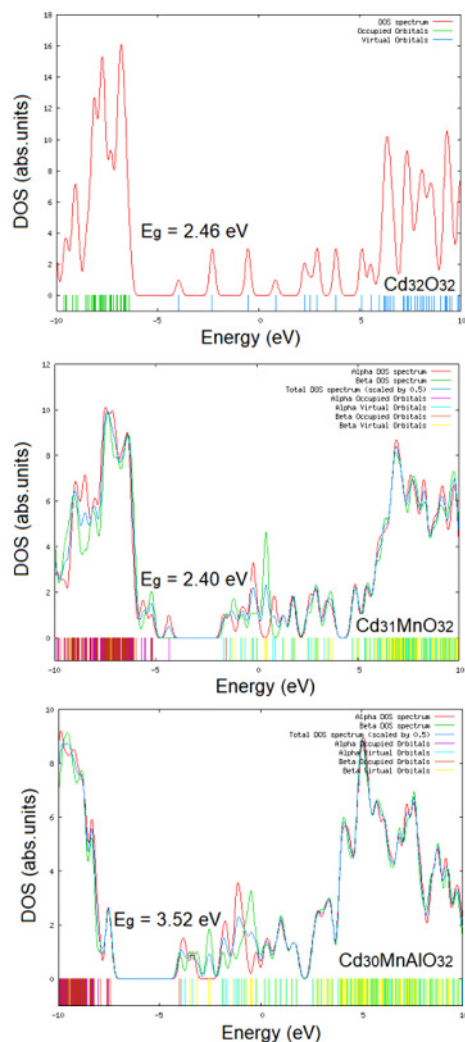 DOS spectrum
Occupied Orbitals
Virtual Orbitals
18
16
14
12
10
8
6
4
2
0
DOS (abs.units)
Eg = 2.46 eV
Cd32O32
-10 -5 0 5 10
Energy (eV)
Alpha DOS spectrum
Beta DOS spectrum
Total DOS spectrum (scaled by 0.5)
Alpha Occupied Orbitals
Alpha Virtual Orbitals
Beta Occupied Orbitals
Beta Virtual Orbitals
12
10
8
6
4
2
0
DOS (abs.units)
Eg = 2.40 eV
Cd31MnO32
-10 -5 0 5 10
Energy (eV)
Alpha DOS spectrum
Beta DOS spectrum
Total DOS spectrum (scaled by 0.5)
Alpha Occupied Orbitals
Alpha Virtual Orbitals
Beta Occupied Orbitals
Beta Virtual Orbitals
10
8
6
4
2
0
DOS (abs.units)
Eg = 3.52 eV
Cd30MnAlO32
-10 -5 0 5 10
Energy (eV)